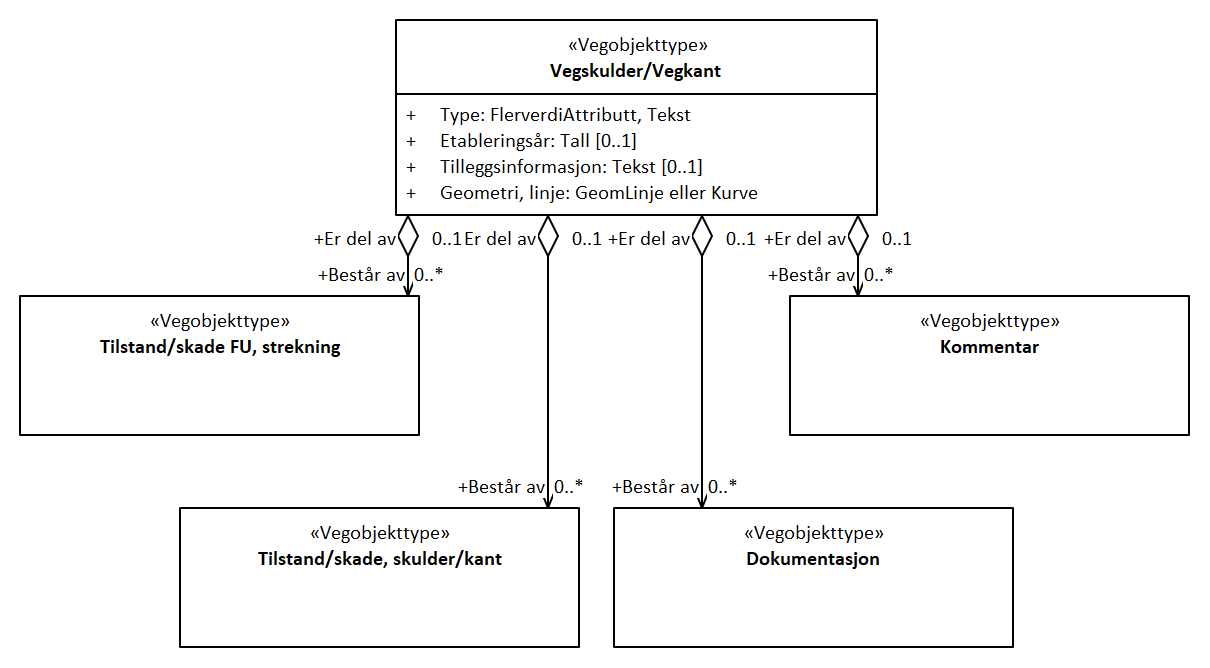 «Vegobjekttype»
Vegskulder/Vegkant
+ Type: FlerverdiAttributt, Tekst
+ Etableringsår: Tall [0..1]
+ Tilleggsinformasjon: Tekst [0..1]
+ Geometri, linje: GeomLinje eller Kurve
+Er del av 0..1 Er del av 0..1 +Er del av 0..1 +Er del av 0..1
+Består av 0..* +Består av 0..*
«Vegobjekttype»
Tilstand/skade FU, strekning
«Vegobjekttype»
Kommentar
+Består av 0..* +Består av 0..*
«Vegobjekttype»
Tilstand/skade, skulder/kant
«Vegobjekttype»
Dokumentasjon